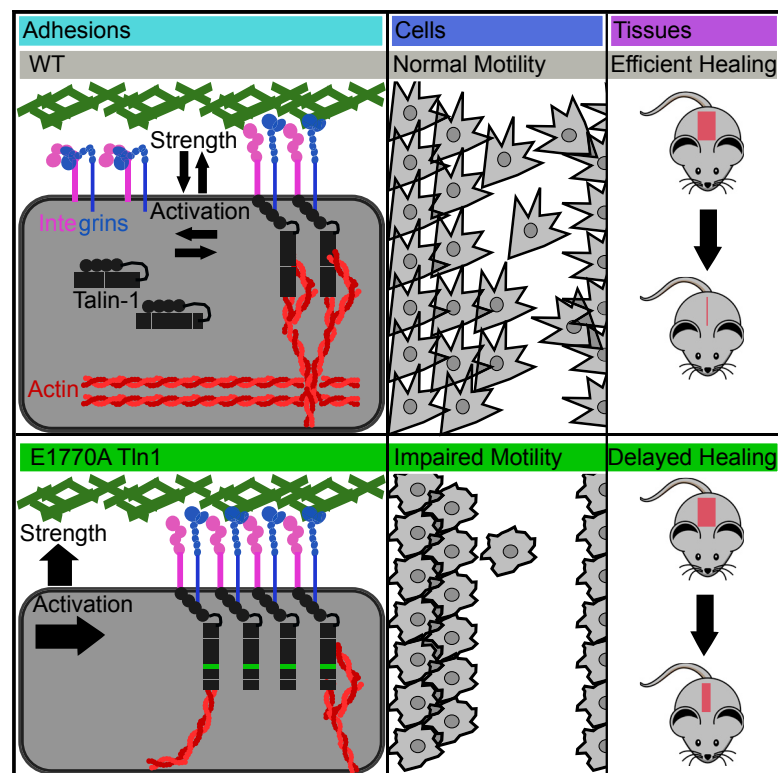 Adhesions
Cells
Tissues
WT
Normal Motility
Efficient Healing
Strength
Activation
Integrins
Talin-1
Actin
E1770A Tln1
Impaired Motility
Delayed Healing
Strength
Activation